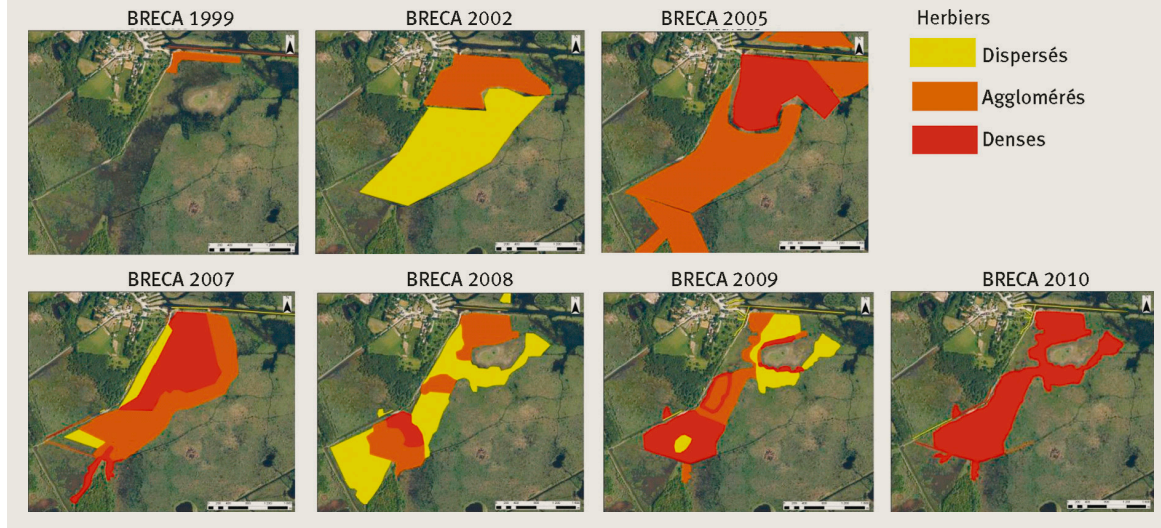 BRECA 1999
BRECA 2002
BRECA 2005
Herbiers
Dispersés
Agglomérés
Denses
BRECA 2007
BRECA 2008
BRECA 2009
BRECA 2010